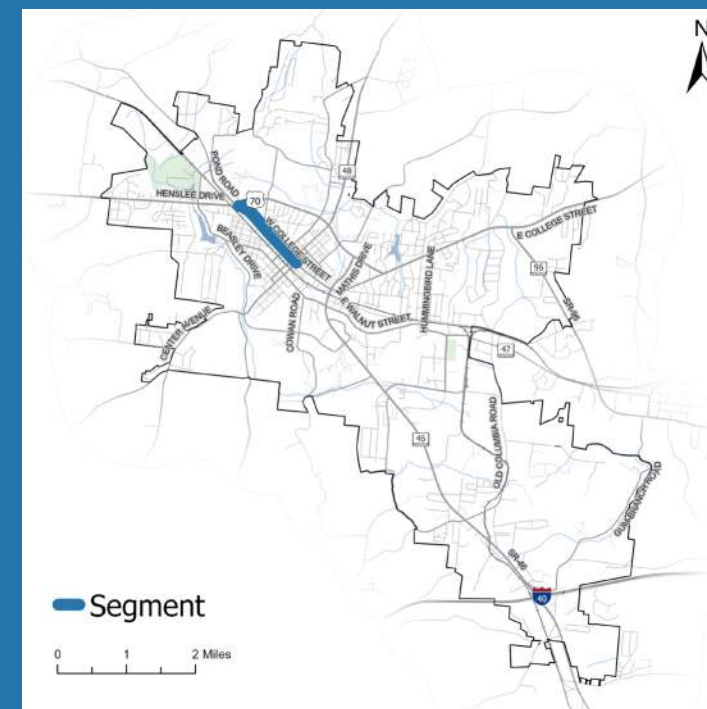 N
48
POND ROAD
HENSLEE DRIVE
70
W COLLEGE STREET
BEASLEY DRIVE
E COLLEGE STREET
MATHIS DRIVE
HUMMINGBIRD LANE
96
SR-96
COWAN ROAD
E WALNUT STREET
CENTER AVENUE
47
46
OLD COLUMBIA ROAD
GUM BRANCH ROAD
SR-46
40
Segment
0 1 2 Miles